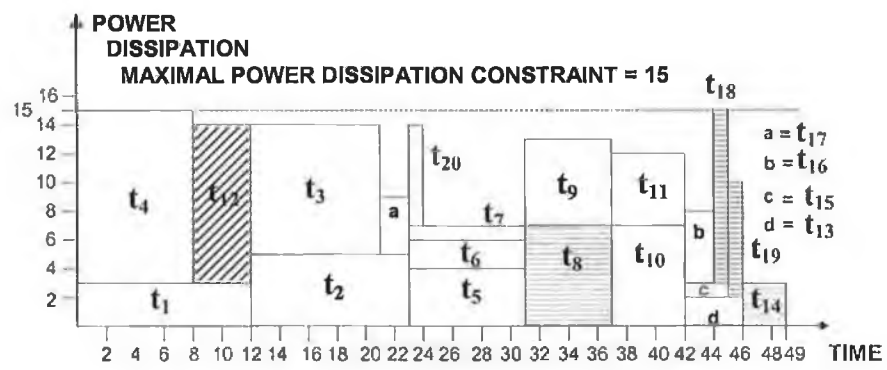 POWER
DISSIPATION
MAXIMAL POWER DISSIPATION CONSTRAINT = 15
t18
16
15
14
12
10
8
6
4
2
t4
t12
t3
a
t20
t9
t11
a = t17
b = t16
c = t15
d = t13
t7
t6
t8
t10
b
t19
t1
t2
t5
c
d
t14
2 4 6 8 10 12 14 16 18 20 22 24 26 28 30 32 34 36 38 40 42 44 46 48 49 TIME